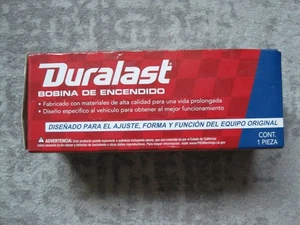 Duralast
BOBINA DE ENCENDIDO
• Fabricado con materiales de alta calidad para una vida prolongada
• Diseño específico al vehículo para obtener el mejor funcionamiento
DISEÑADO PARA EL AJUSTE, FORMA Y FUNCIÓN DEL EQUIPO ORIGINAL
CONT.
1 PIEZA
ADVERTENCIA: